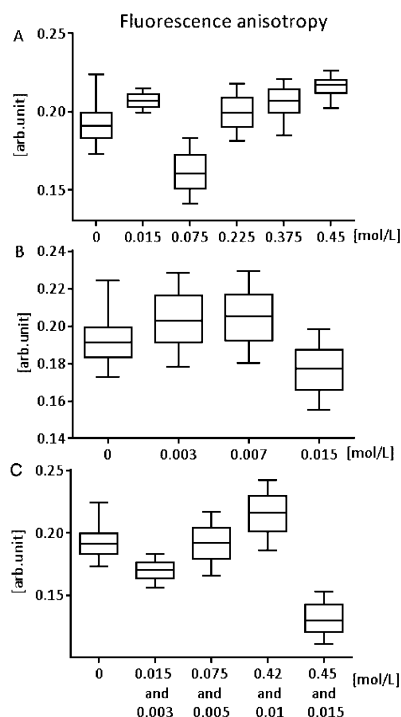 Fluorescence anisotropy
A
[arb.unit]
0.25
0.20
0.15
0 0.015 0.075 0.225 0.375 0.45 [mol/L]
B
[arb.unit]
0.24
0.22
0.20
0.18
0.16
0.14
0 0.003 0.007 0.015 [mol/L]
C
[arb.unit]
0.25
0.20
0.15
0 0.015 0.075 0.42 0.45 [mol/L]
and and and and
0.003 0.005 0.01 0.015